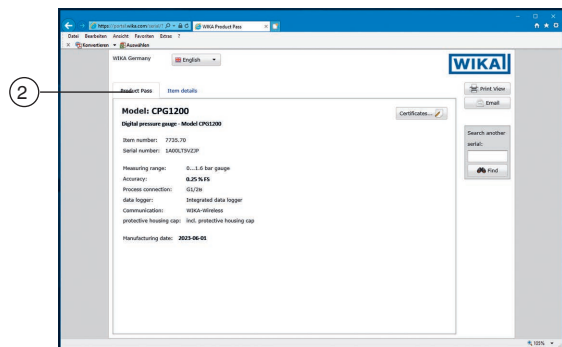 https://portal.wika.com/serial/1
WIKA Product Pass
Datei Bearbeiten Ansicht Favoriten Extras ?
Konvertieren Auswählen
WIKA Germany
English
WIKA
2
Product Pass
Item details
Print View
Email
Model: CPG1200
Certificates...
Digital pressure gauge - Model CPG1200
Item number: 7735.70
Serial number: 1A00LT5VZJP
Search another
serial:
Find
Measuring range: 0...1.6 bar gauge
Accuracy: 0.25 % FS
Process connection: G1/2B
data logger: Integrated data logger
Communication: WIKA-Wireless
protective housing cap: incl. protective housing cap
Manufacturing date: 2023-06-01
105%